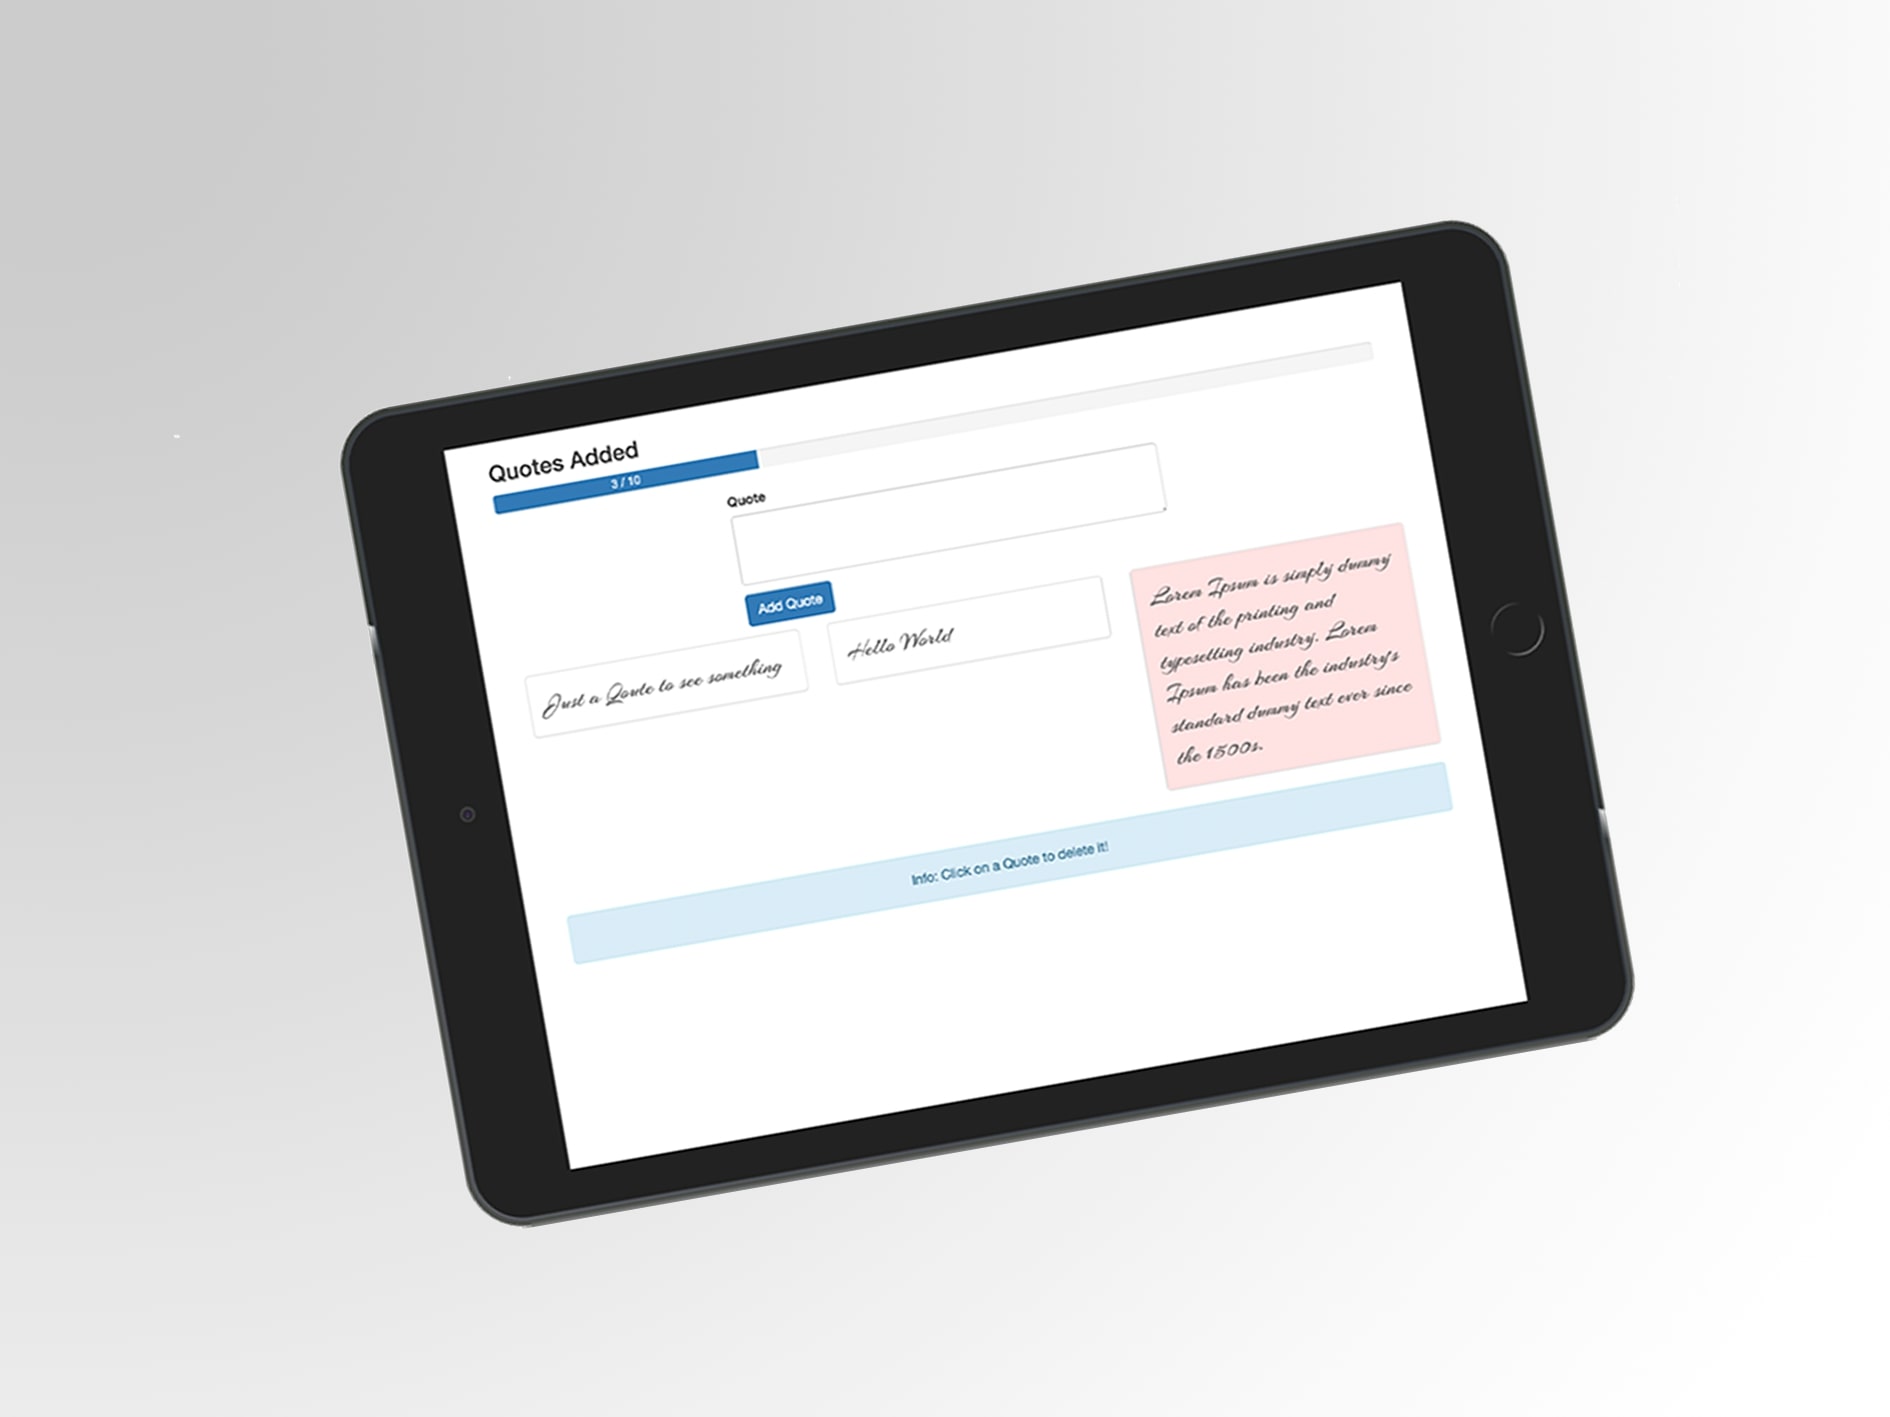 Quotes Added
3 / 10
Quote
Add Quote
Just a Qoute to see something
Hello World
Lorem Ipsum is simply dummy
text of the printing and
typesetting industry. Lorem
Ipsum has been the industry's
standard dummy text ever since
the 1500s.
Info: Click on a Quote to delete it!